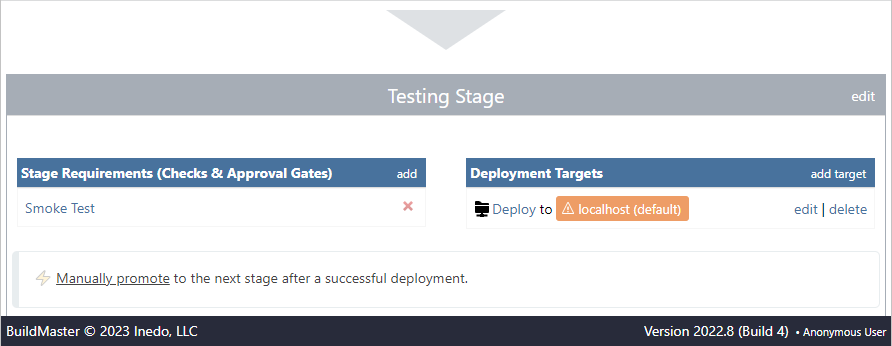 Testing Stage
edit
Stage Requirements (Checks & Approval Gates)
add
Smoke Test
Deployment Targets
add target
Deploy to localhost (default)
edit | delete
Manually promote to the next stage after a successful deployment.
BuildMaster © 2023 Inedo, LLC
Version 2022.8 (Build 4) • Anonymous User